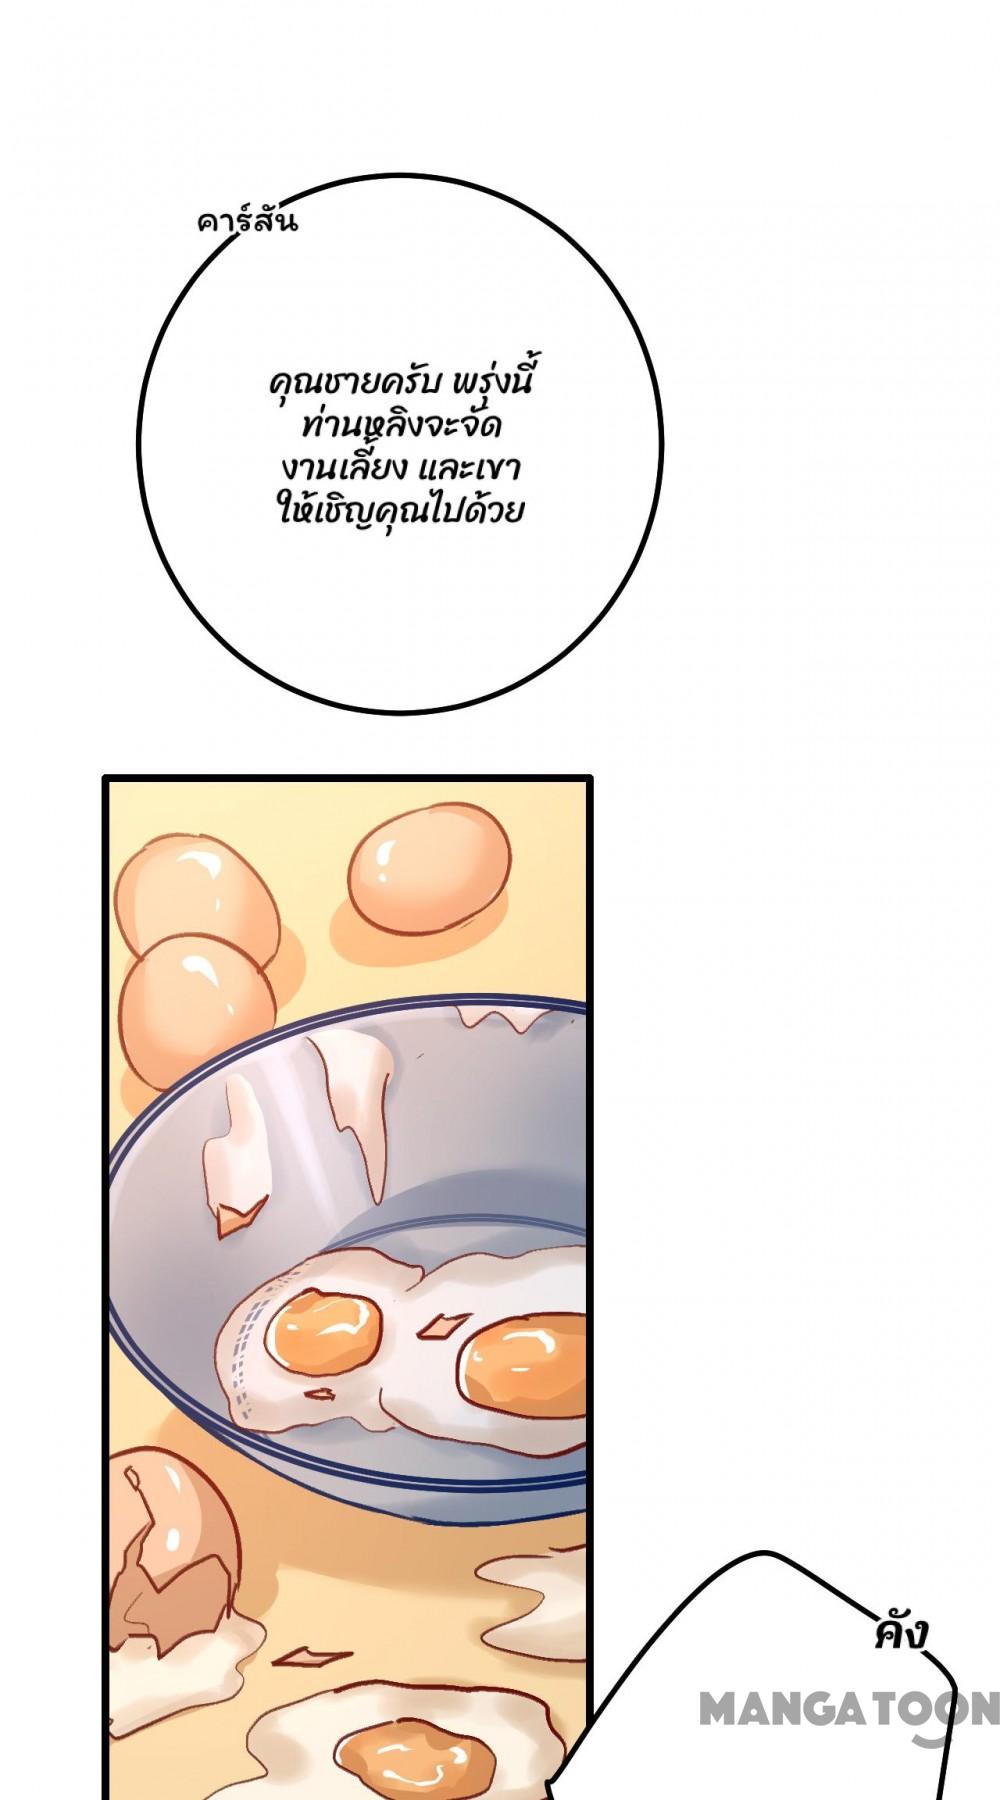 คาร์สัน
คุณชายครับ พรุ่งนี้
ท่านหลิงจะจัด
งานเลี้ยง และเขา
ให้เชิญคุณไปด้วย
คัง
MANGATOON